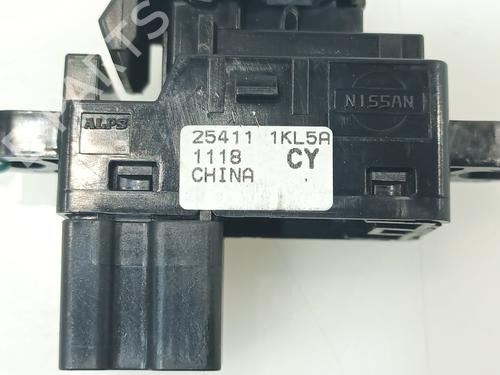 ALPS
NISSAN
25411 1KL5A
1118 CY
CHINA